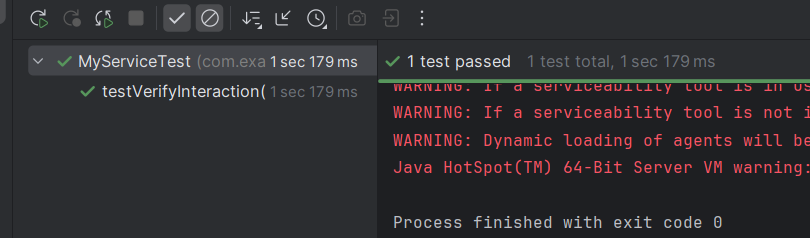 MyServiceTest (com.exa 1 sec 179 ms
testVerifyInteraction( 1 sec 179 ms
1 test passed 1 test total, 1 sec 179 ms
WARNING: If a serviceability tool is in us
WARNING: If a serviceability tool is not i
WARNING: Dynamic loading of agents will be
Java HotSpot(TM) 64-Bit Server VM warning:
Process finished with exit code 0